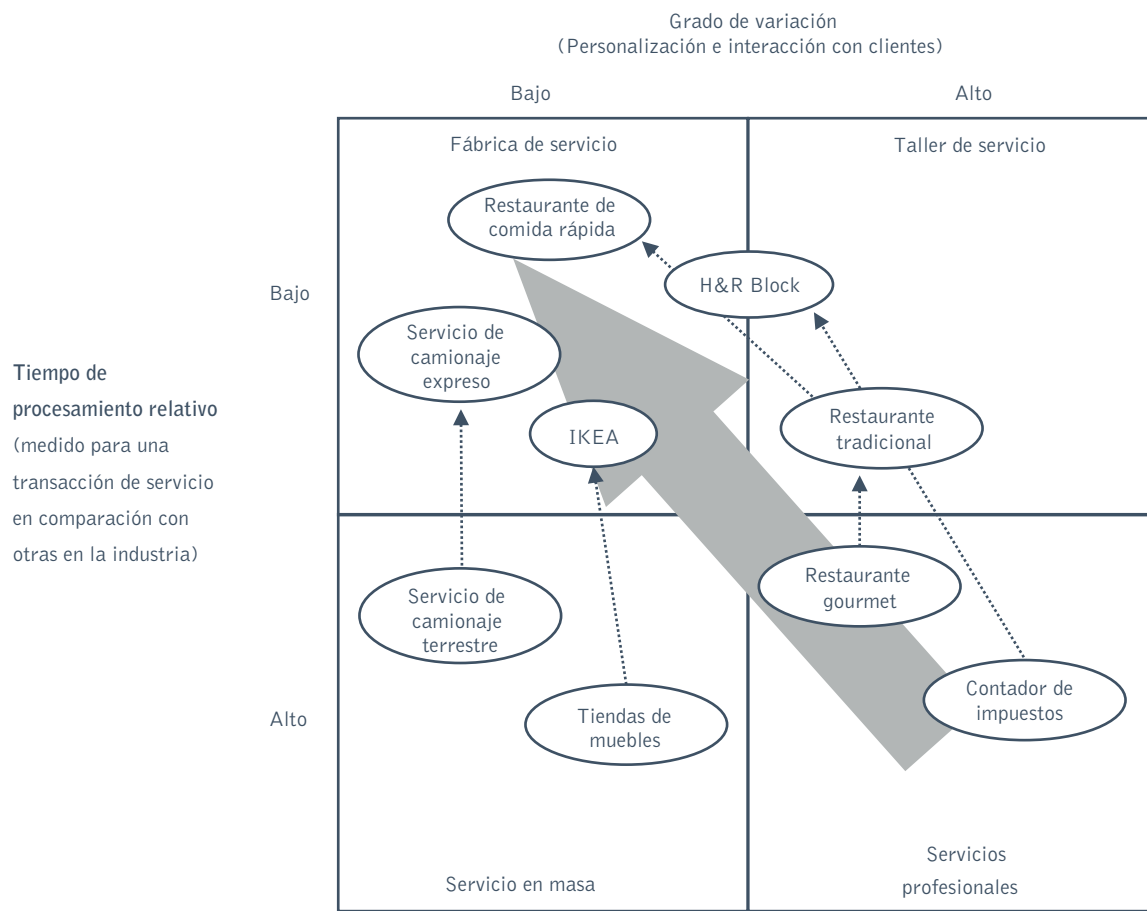 Grado de variación
(Personalización e interacción con clientes)
Bajo
Alto
Fábrica de servicio
Taller de servicio
Restaurante de
comida rápida
H&R Block
Bajo
Servicio de
camionaje
expreso
Tiempo de
procesamiento relativo
(medido para una
transacción de servicio
en comparación con
otras en la industria)
IKEA
Restaurante
tradicional
Restaurante
gourmet
Servicio de
camionaje
terrestre
Contador de
impuestos
Alto
Tiendas de
muebles
Servicio en masa
Servicios
profesionales